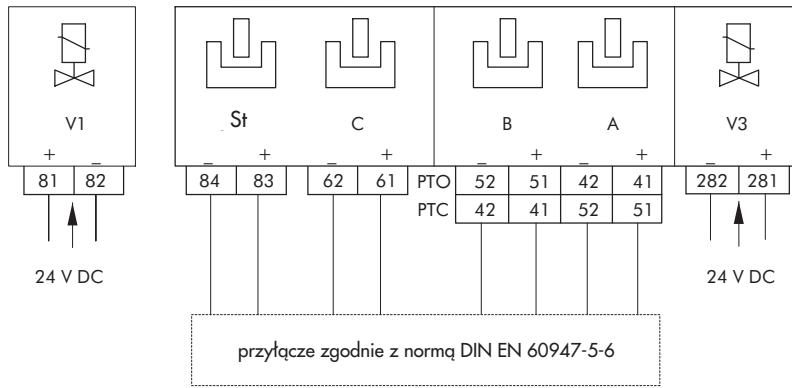 V1 St C B A V3
+ – – + – + – + – + – +
81 82 84 83 62 61 PTO 52 51 42 41 282 281
PTC 42 41 52 51
24 V DC 24 V DC
przyłącze zgodnie z normą DIN EN 60947-5-6